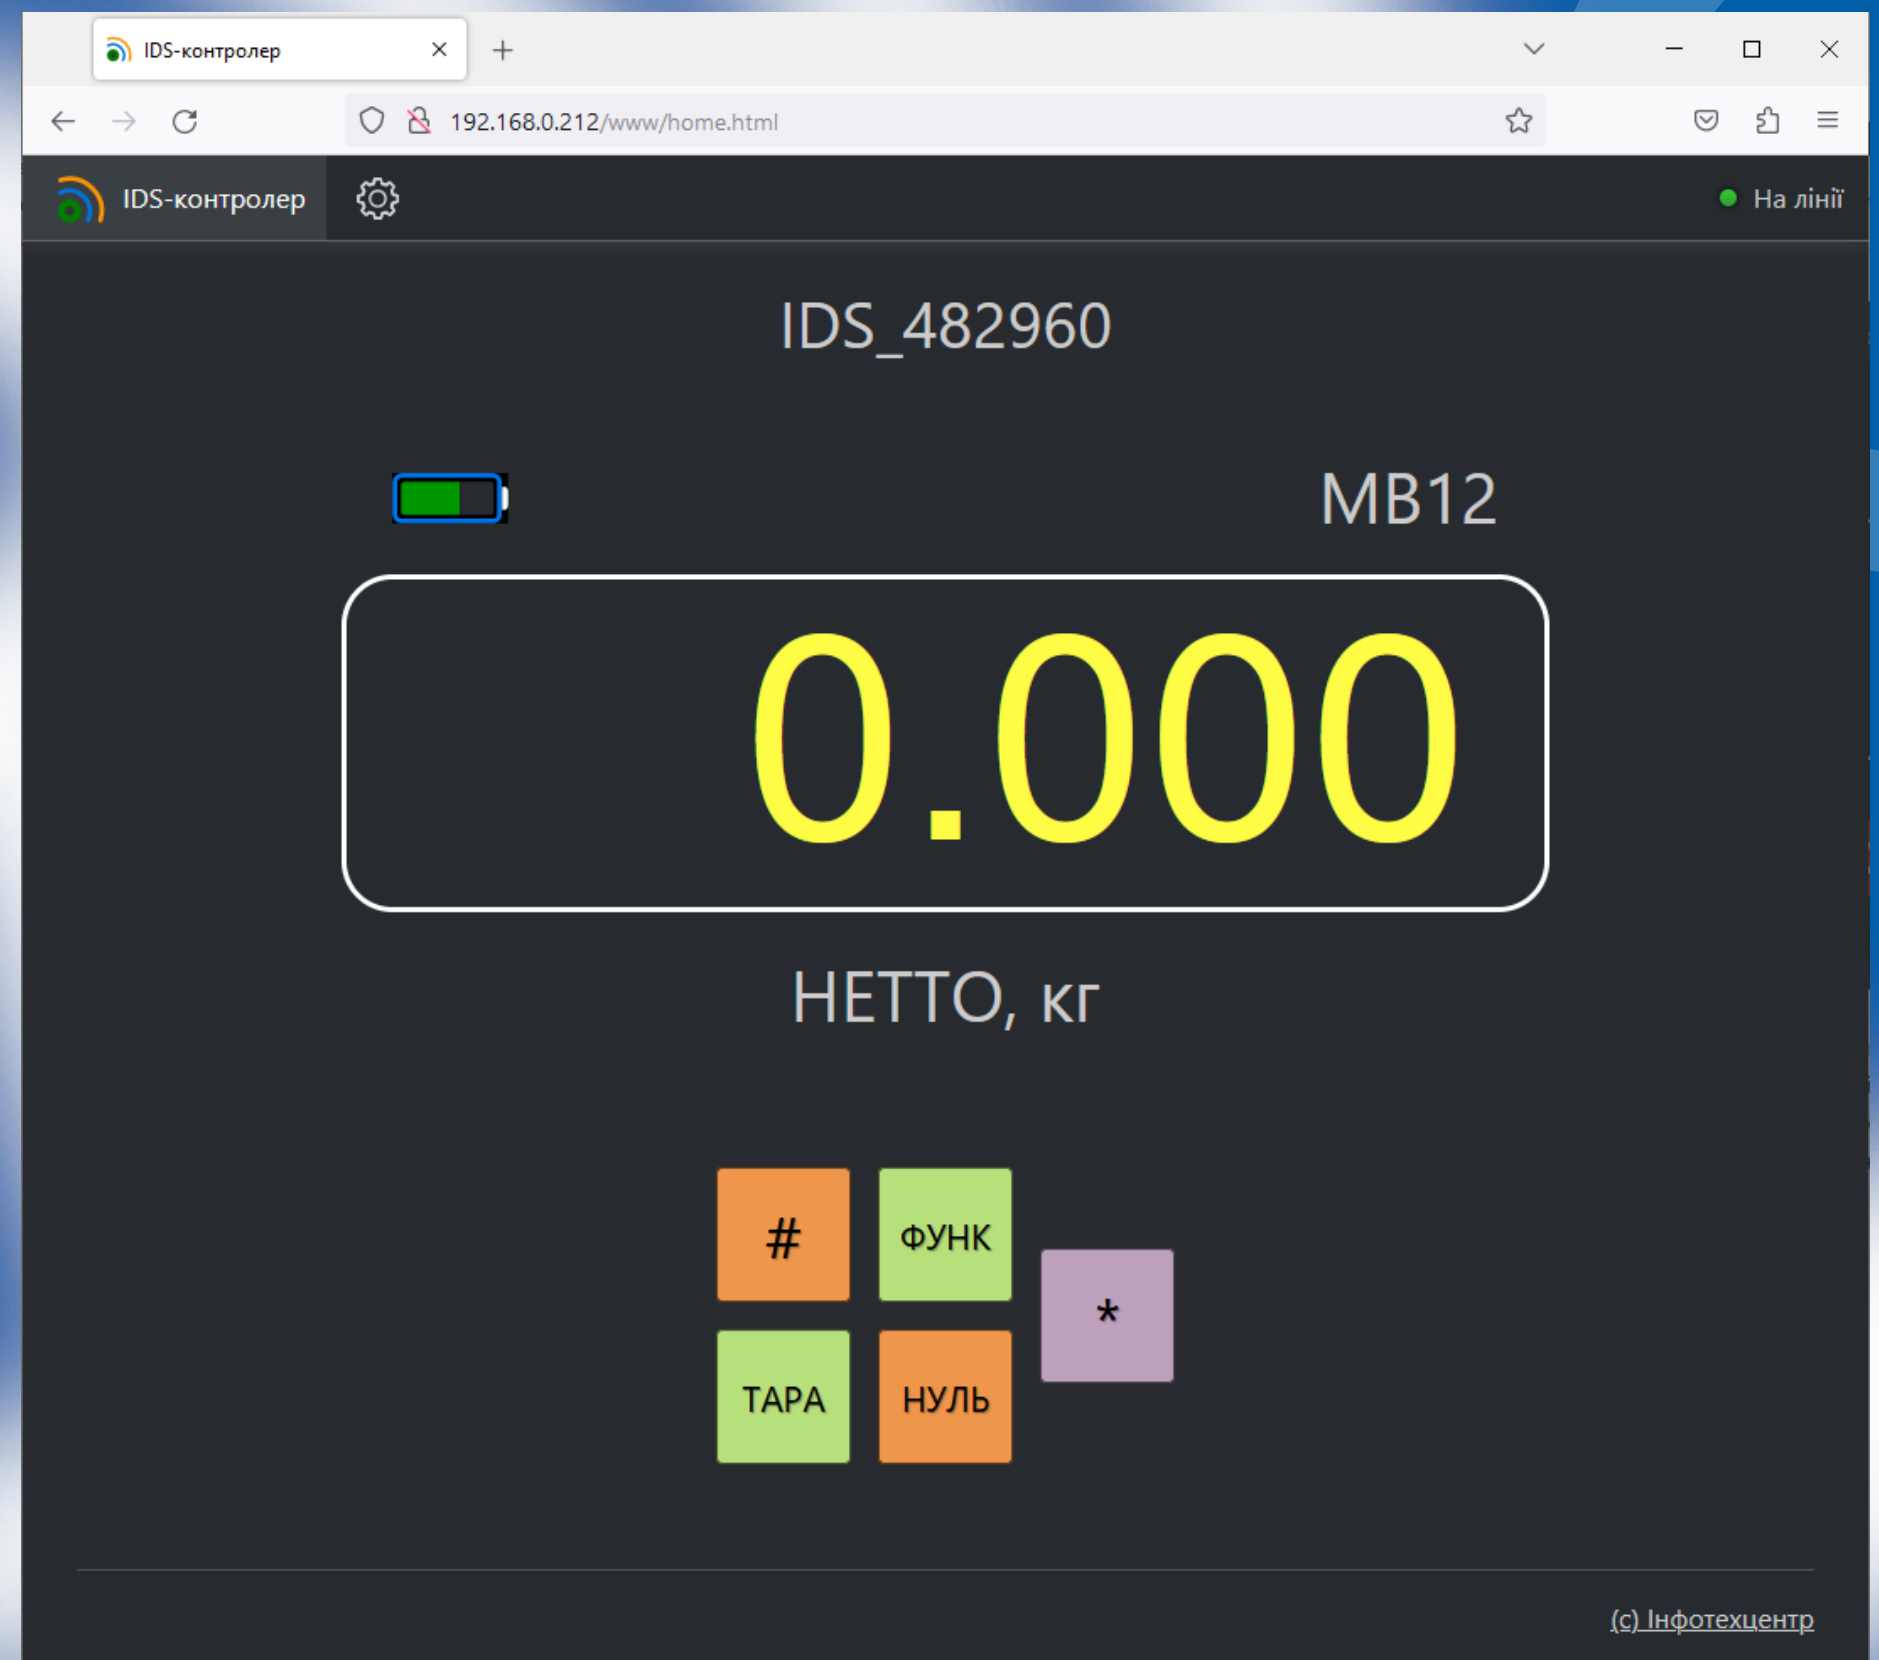 IDS-контролер
192.168.0.212/www/home.html
IDS-контролер
На лінії
IDS_482960
МВ12
0.000
НЕТТО, кг
#
ФУНК
*
ТАРА
НУЛЬ
(с) Інфотехцентр